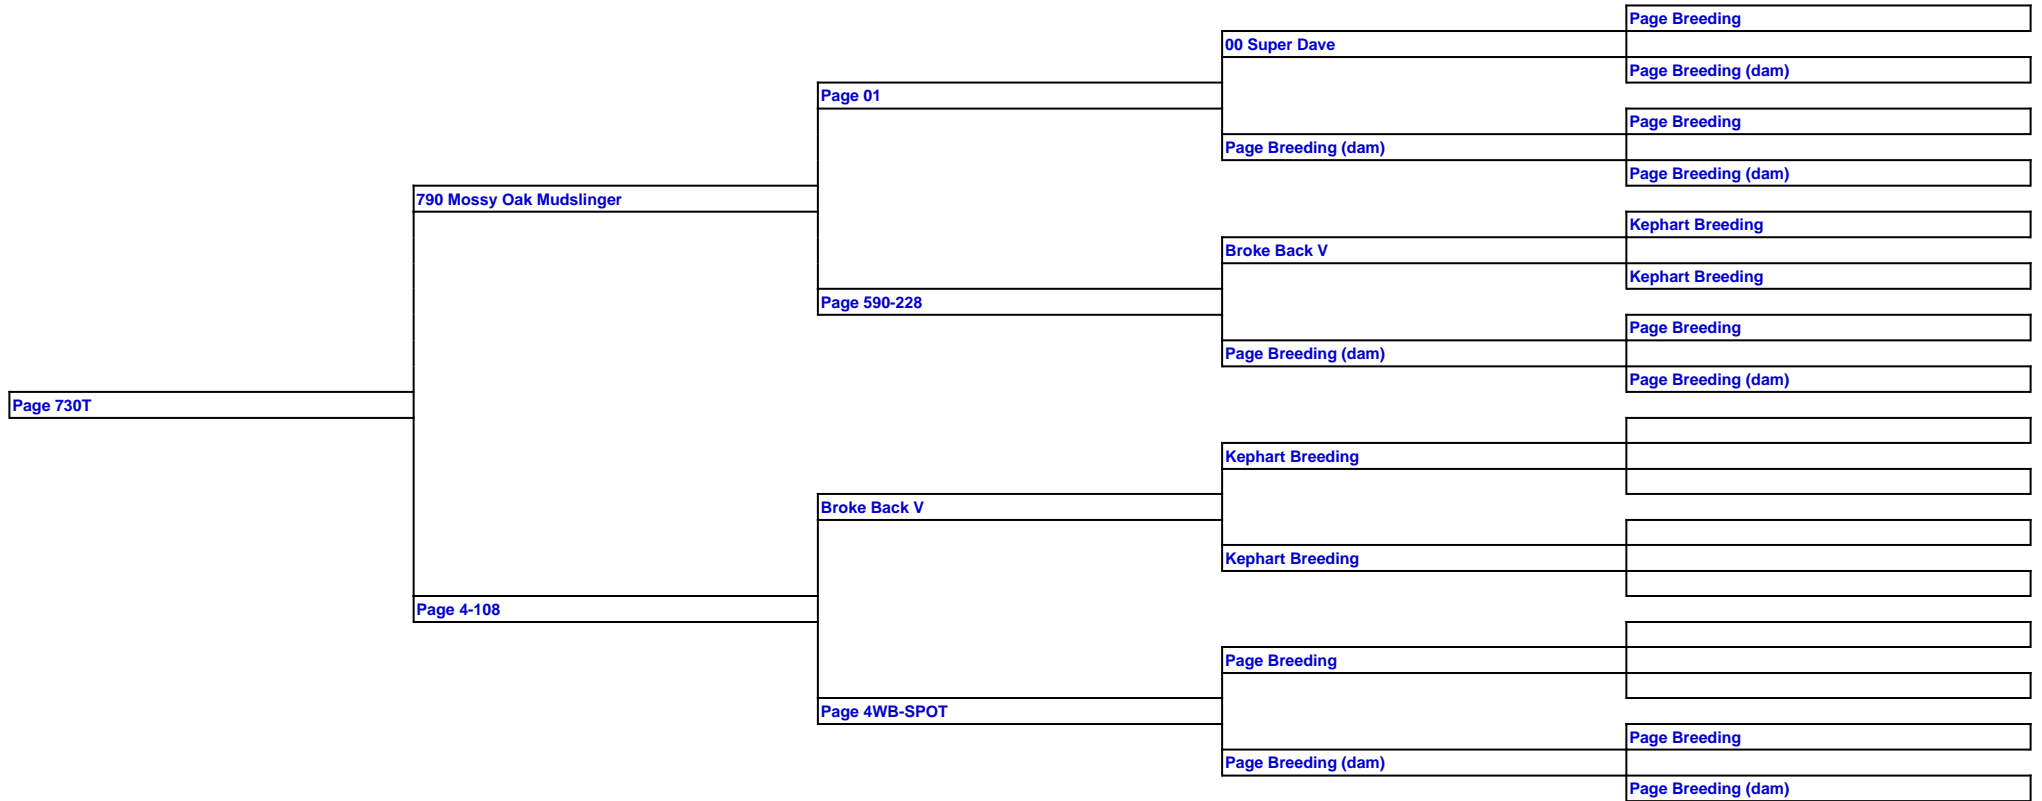 Page Breeding
00 Super Dave
Page Breeding (dam)
Page 01
Page Breeding
Page Breeding (dam)
Page Breeding (dam)
790 Mossy Oak Mudslinger
Kephart Breeding
Broke Back V
Kephart Breeding
Page 590-228
Page Breeding
Page Breeding (dam)
Page Breeding (dam)
Page 730T
Kephart Breeding
Broke Back V
Kephart Breeding
Page 4-108
Page Breeding
Page 4WB-SPOT
Page Breeding
Page Breeding (dam)
Page Breeding (dam)